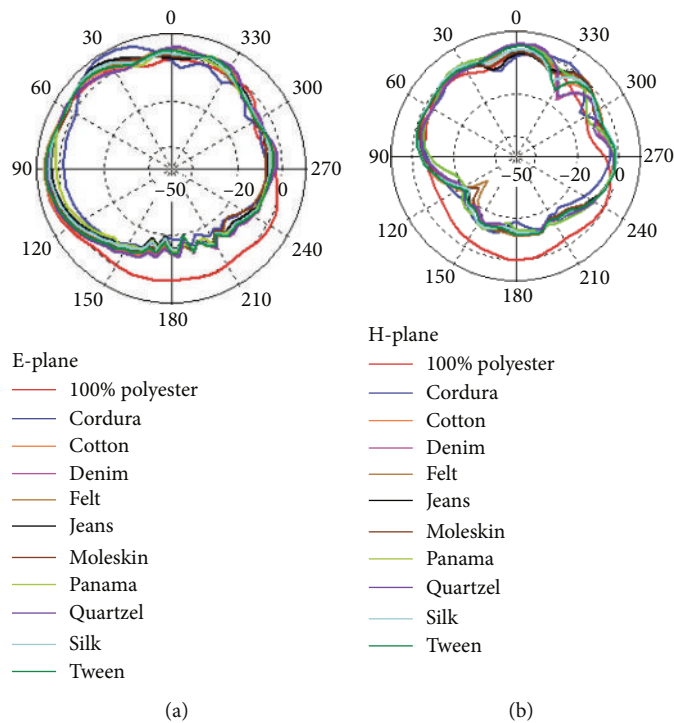 0
30
330
60
300
90
270
−50
−20
0
120
240
150
210
180
E-plane
100% polyester
Cordura
Cotton
Denim
Felt
Jeans
Moleskin
Panama
Quartzel
Silk
Tween
(a)
0
30
330
60
300
90
270
−50
−20
0
120
240
150
210
180
H-plane
100% polyester
Cordura
Cotton
Denim
Felt
Jeans
Moleskin
Panama
Quartzel
Silk
Tween
(b)